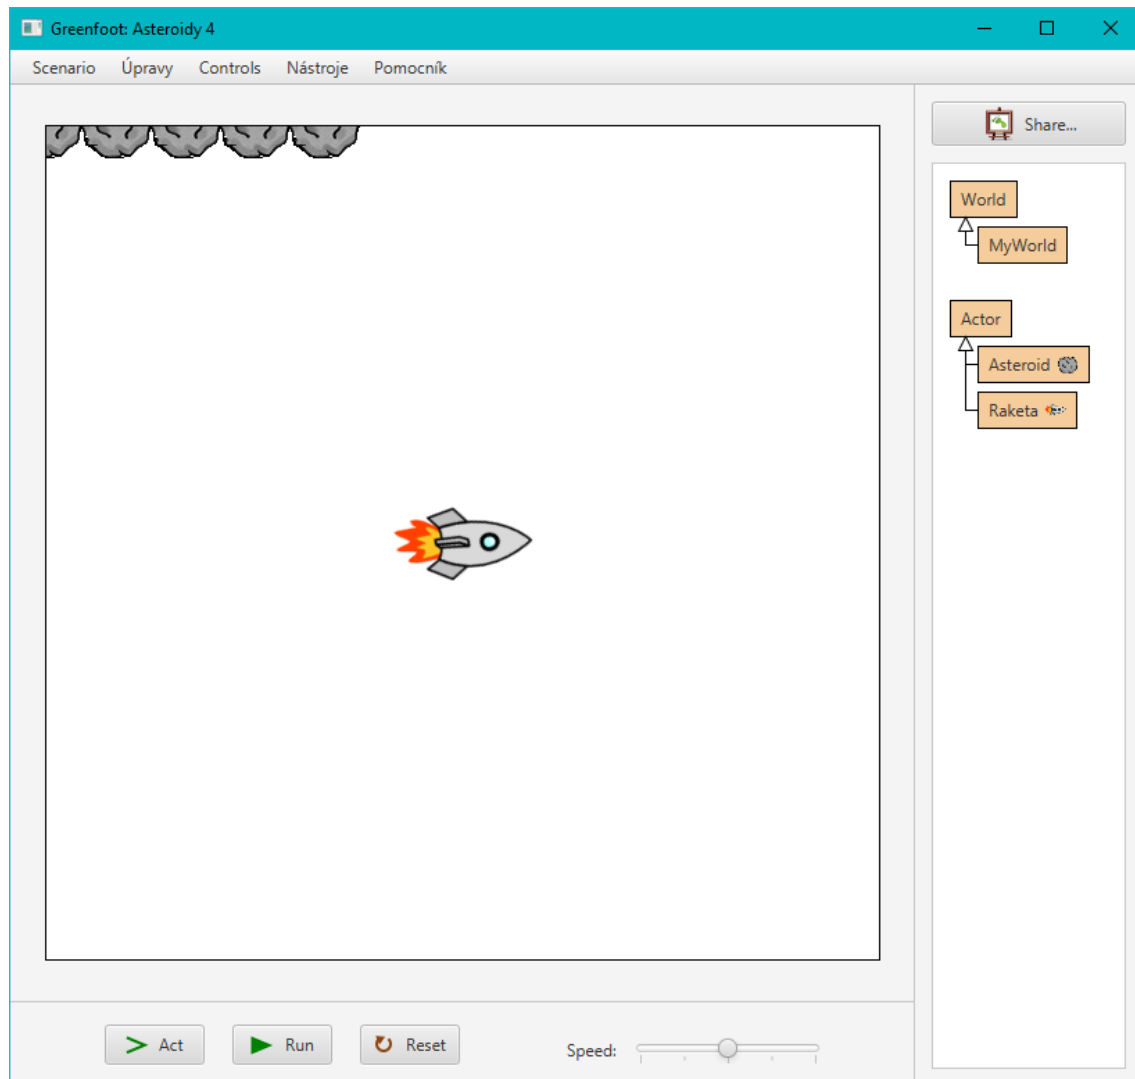 Greenfoot: Asteroidy 4
Scenario Úpravy Controls Nástroje Pomocník
Share...
World
MyWorld
Actor
Asteroid
Raketa
Act Run Reset Speed: